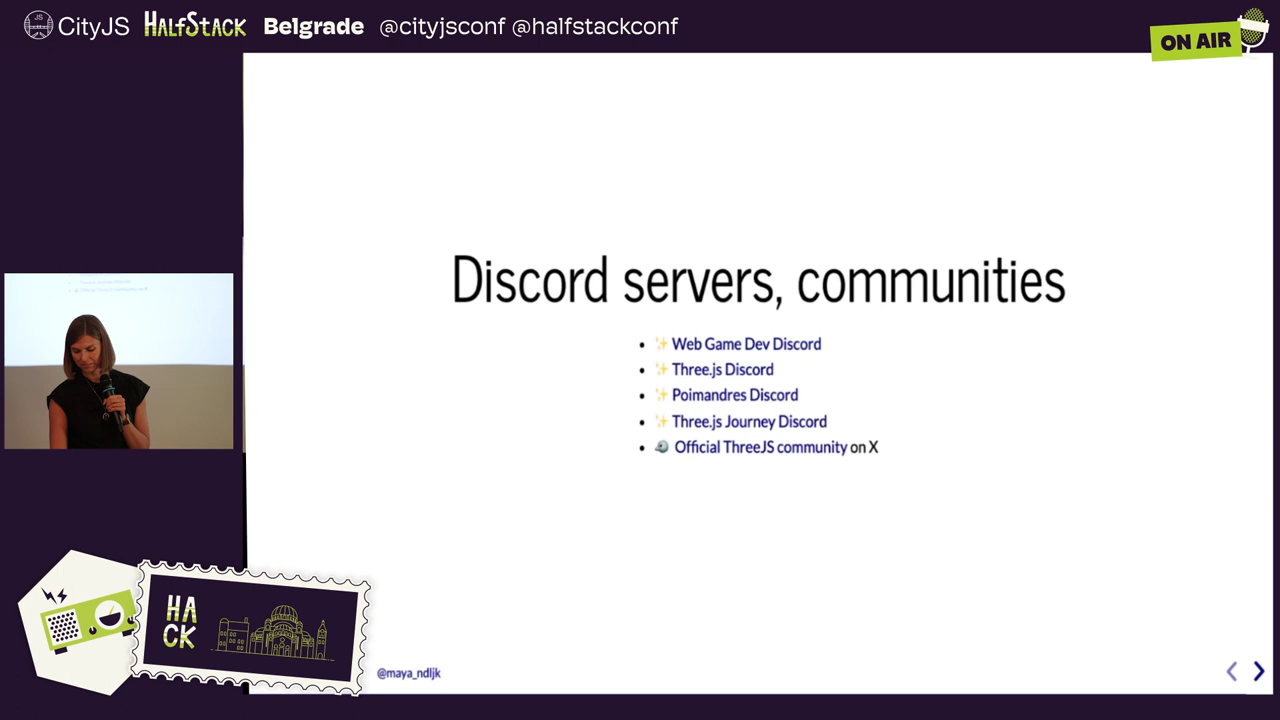 JS
CityJS HALFSTACK Belgrade @cityjsconf @halfstackconf
ON AIR
Discord servers, communities
• ✨ Web Game Dev Discord
• ✨ Three.js Discord
• ✨ Poimandres Discord
• ✨ Three.js Journey Discord
• Official ThreeJS community on X
HA
CK
@maya_ndljk